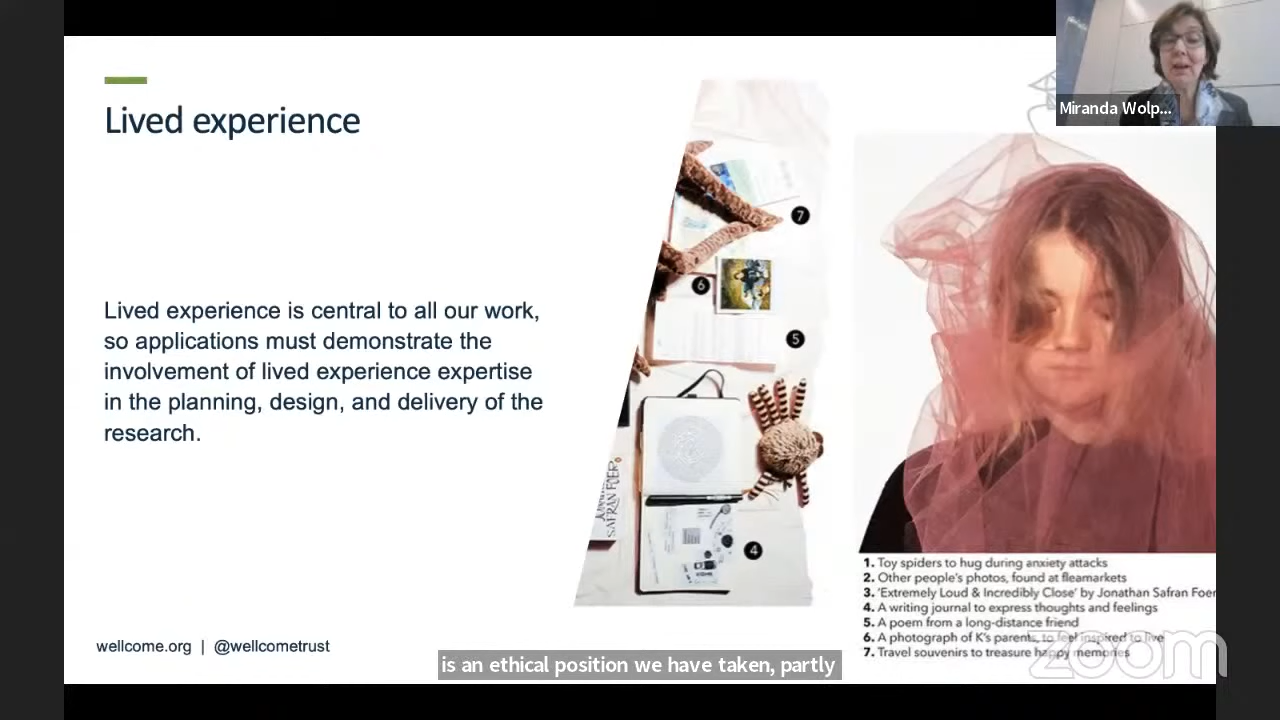 Lived experience
Miranda Wolp...
Lived experience is central to all our work,
so applications must demonstrate the
involvement of lived experience expertise
in the planning, design, and delivery of the
research.
7
6
5
SAFRAN FOER
4
1. Toy spiders to hug during anxiety attacks
2. Other people's photos, found at fleamarkets
3. 'Extremely Loud & Incredibly Close' by Jonathan Safran Foer
4. A writing journal to express thoughts and feelings
5. A poem from a long-distance friend
6. A photograph of K's parents, to feel inspired to live
7. Travel souvenirs to treasure happy memories
wellcome.org | @wellcometrust
is an ethical position we have taken, partly
zoom